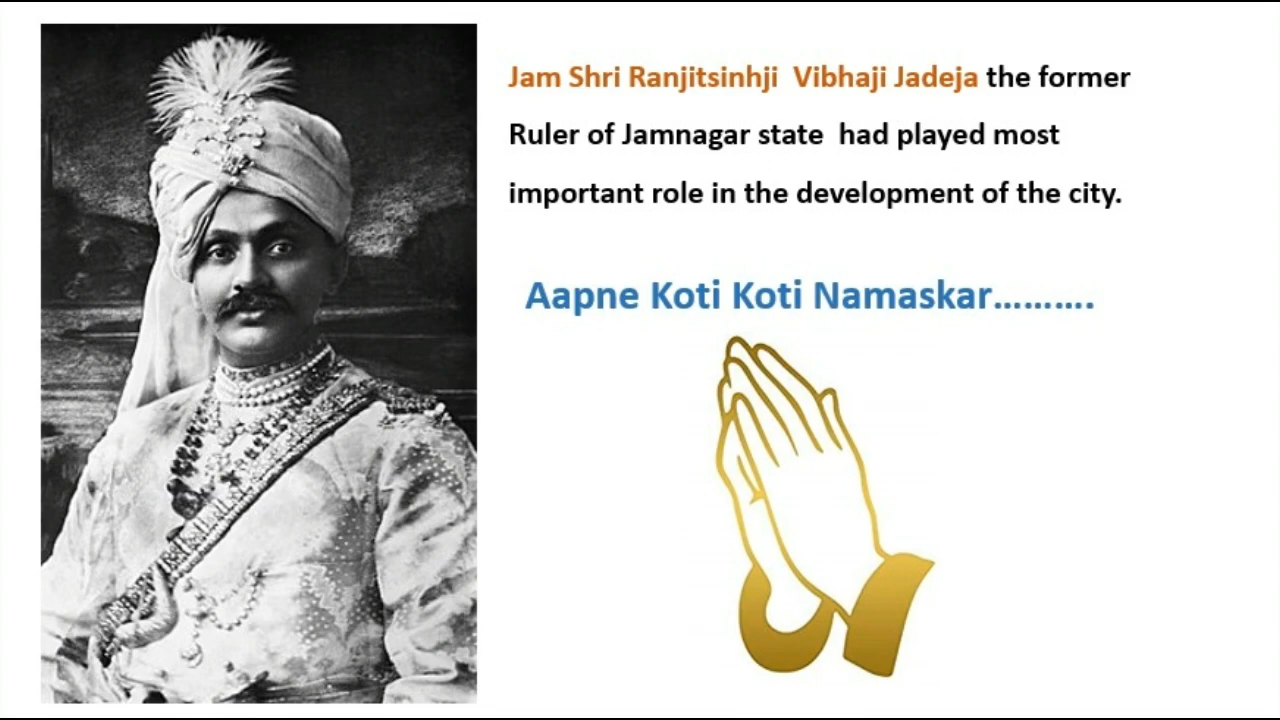 Jam Shri Ranjitsinhji  Vibhaji Jadeja the former
Ruler of Jamnagar state  had played most
important role in the development of the city.
Aapne Koti Koti Namaskar..........